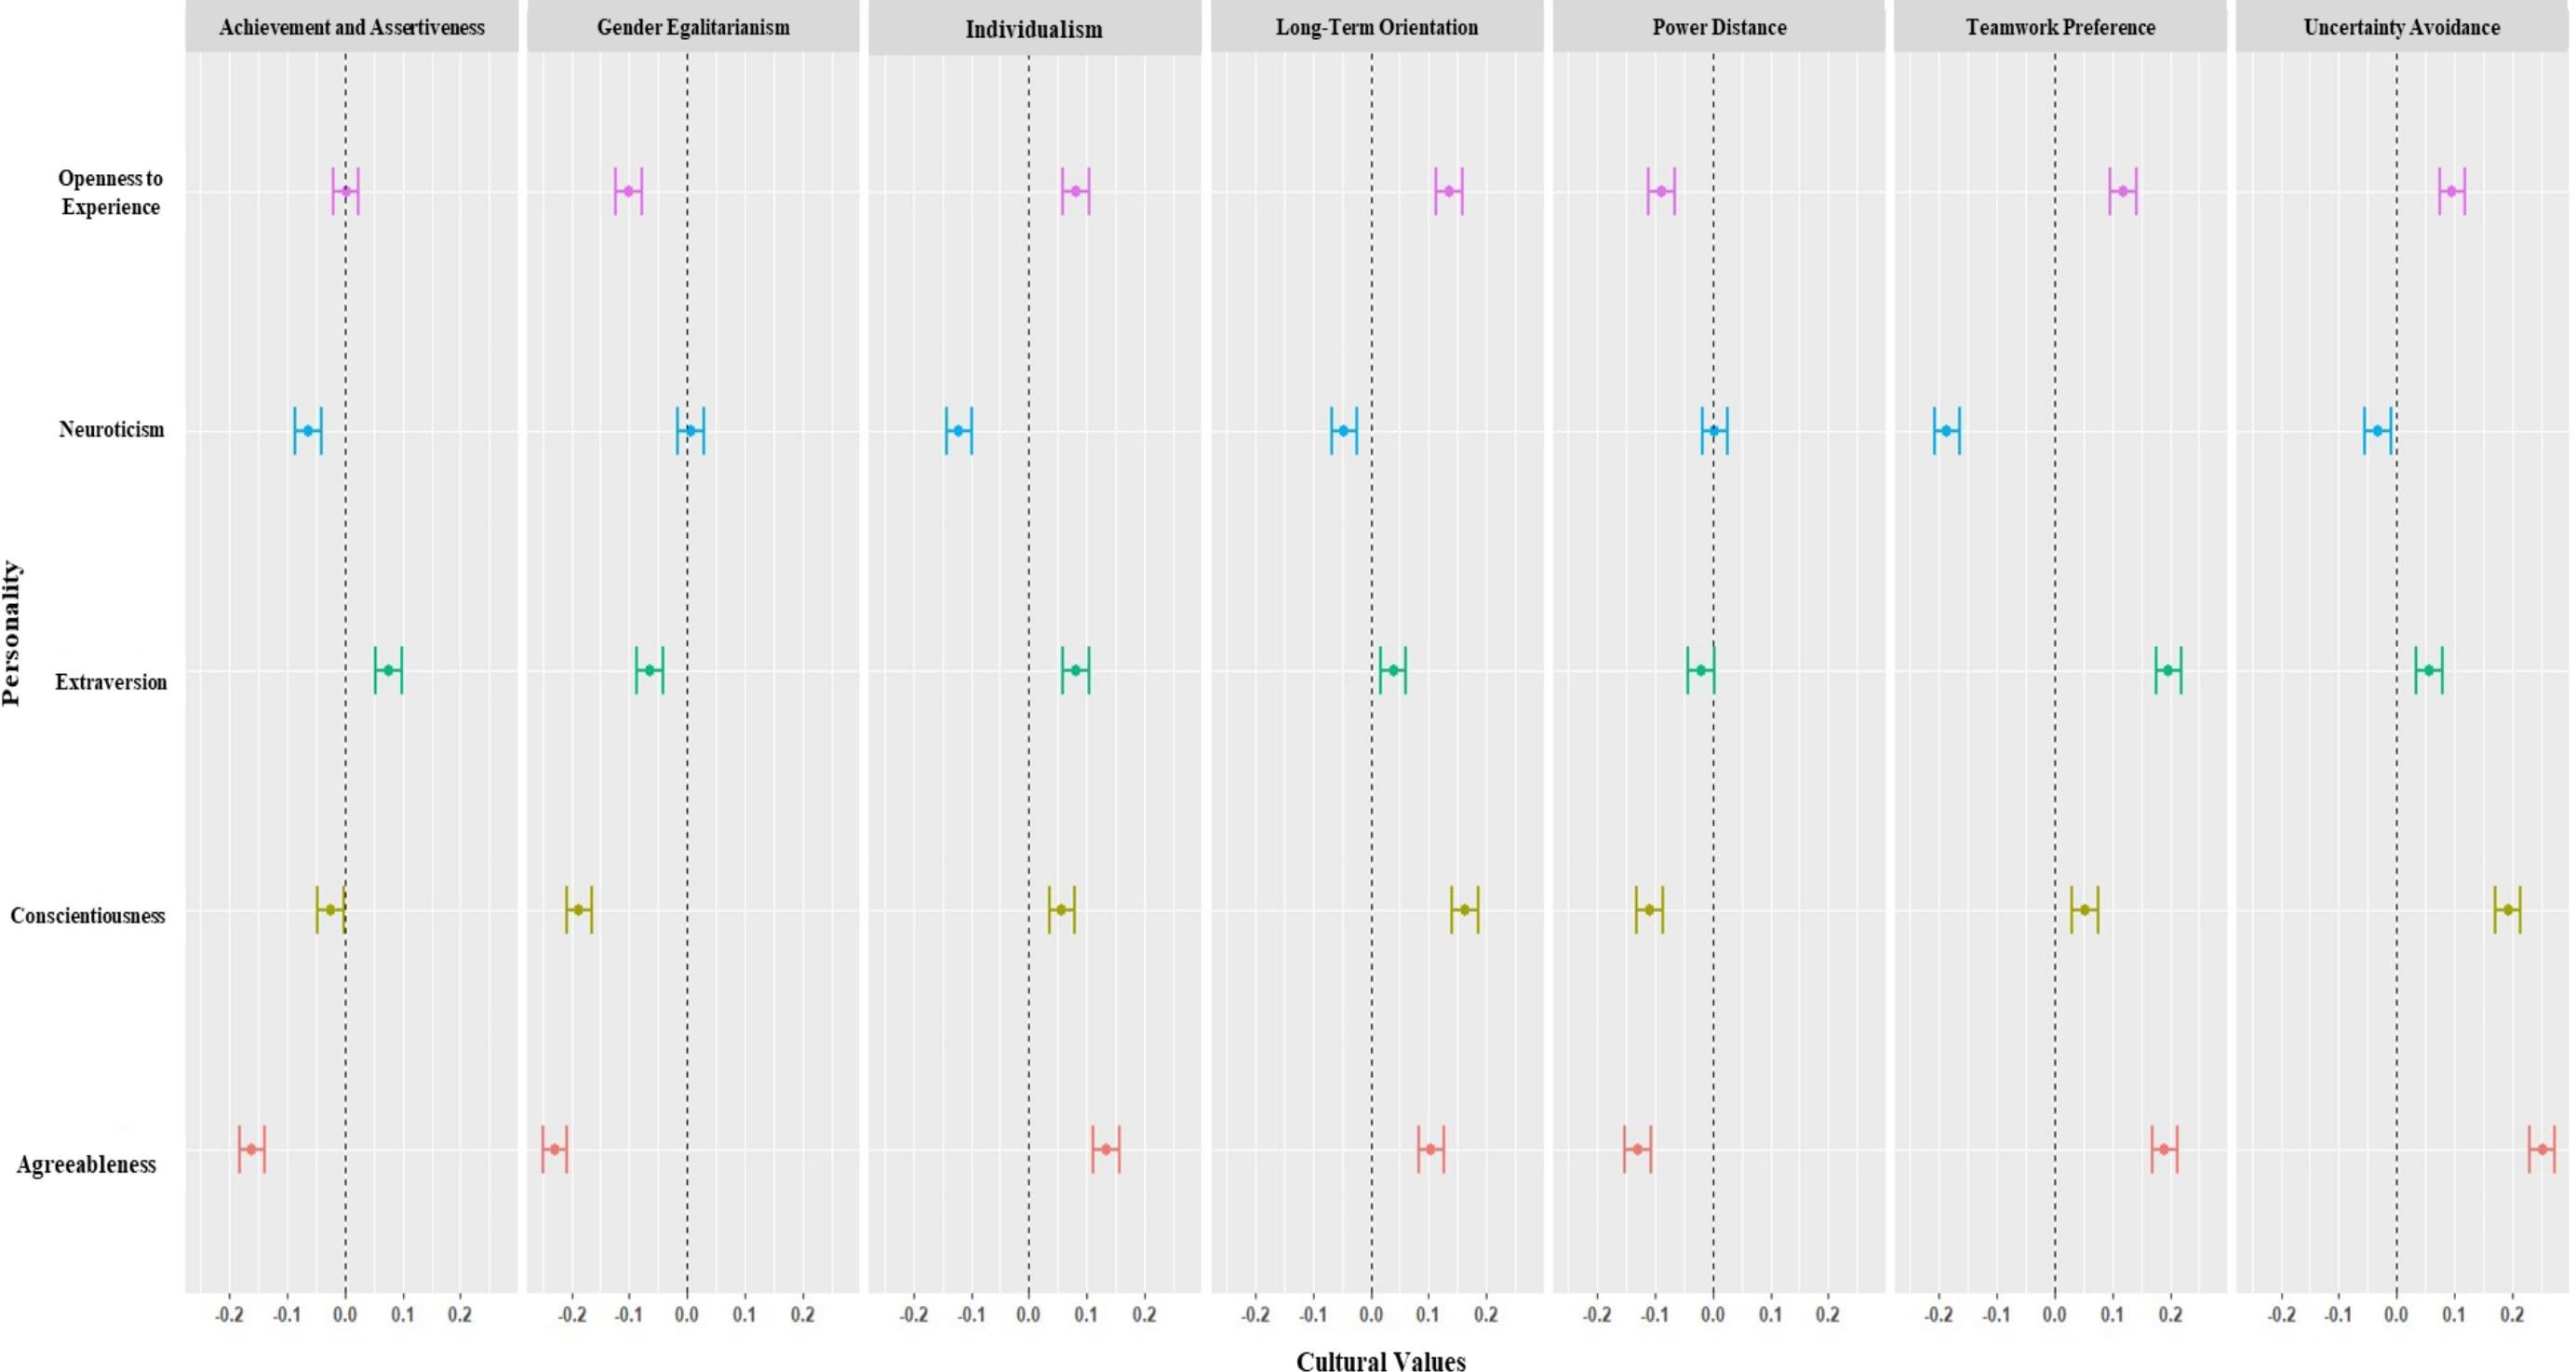 Achievement and Assertiveness
Gender Egalitarianism
Individualism
Long-Term Orientation
Power Distance
Teamwork Preference
Uncertainty Avoidance
Personality
Openness to
Experience
Neuroticism
Extraversion
Conscientiousness
Agreeableness
-0.2 -0.1 0.0 0.1 0.2
-0.2 -0.1 0.0 0.1 0.2
-0.2 -0.1 0.0 0.1 0.2
-0.2 -0.1 0.0 0.1 0.2
-0.2 -0.1 0.0 0.1 0.2
-0.2 -0.1 0.0 0.1 0.2
-0.2 -0.1 0.0 0.1 0.2
Cultural Values